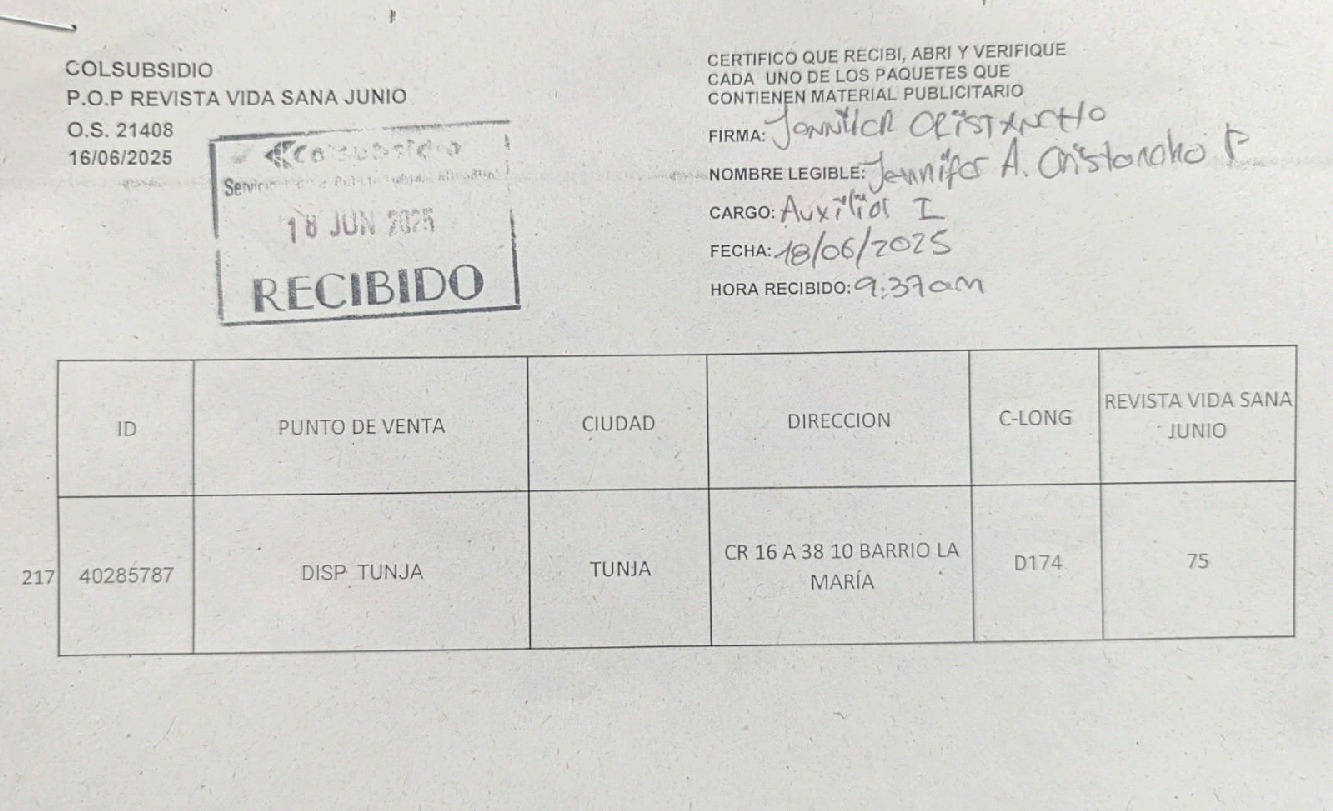 COLSUBSIDIO
P.O.P REVISTA VIDA SANA JUNIO
O.S. 21408
16/06/2025
Colsubsidio
18 JUN 2025
RECIBIDO
CERTIFICO QUE RECIBI, ABRI Y VERIFIQUE
CADA UNO DE LOS PAQUETES QUE
CONTIENEN MATERIAL PUBLICITARIO
FIRMA: Jennifer CRISTANCHO
NOMBRE LEGIBLE: Jennifer A. Cristancho P
CARGO: Auxiliar I
FECHA: 18/06/2025
HORA RECIBIDO: 9:37am
ID PUNTO DE VENTA CIUDAD DIRECCION C-LONG REVISTA VIDA SANA
JUNIO
217 40285787 DISP TUNJA TUNJA CR 16 A 38 10 BARRIO LA
MARÍA D174 75